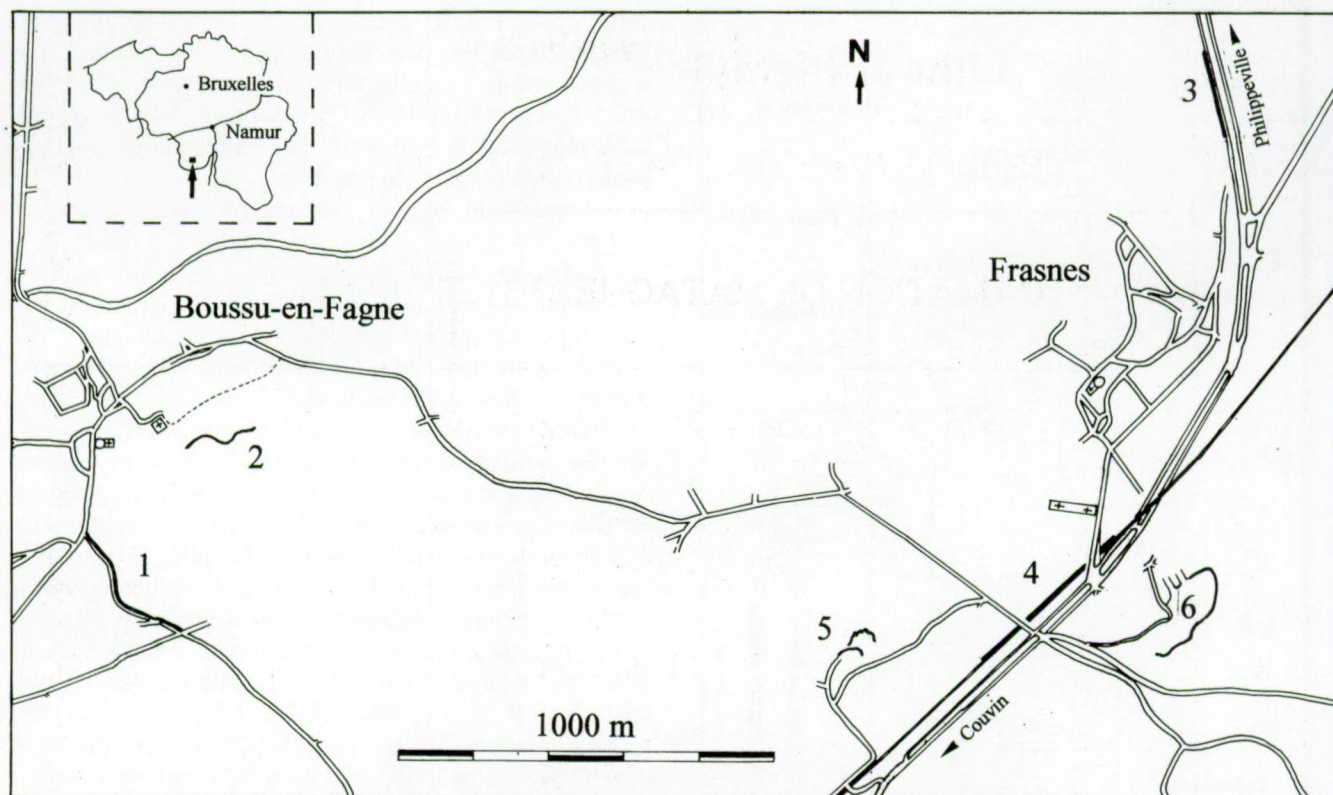 Bruxelles
Namur
N
3
Philippeville
Frasnes
Boussu-en-Fagne
2
1
4
6
5
1000 m
Couvin